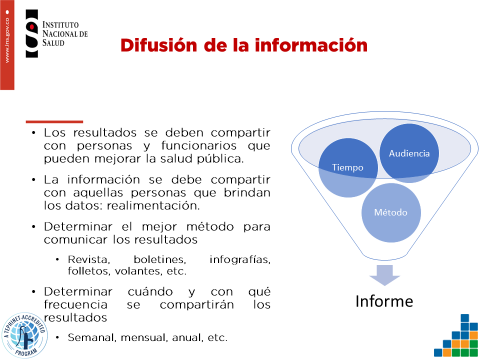 www.ins.gov.co
INSTITUTO
NACIONAL DE
SALUD
Difusión de la información
• Los resultados se deben compartir
con personas y funcionarios que
pueden mejorar la salud pública.
• La información se debe compartir
con aquellas personas que brindan
los datos: realimentación.
• Determinar el mejor método para
comunicar los resultados
• Revista, boletines, infografías,
folletos, volantes, etc.
• Determinar cuándo y con qué
frecuencia se compartirán los
resultados
• Semanal, mensual, anual, etc.
Tiempo
Audiencia
Método
Informe
A TEPHINET ACCREDITED
PROGRAM